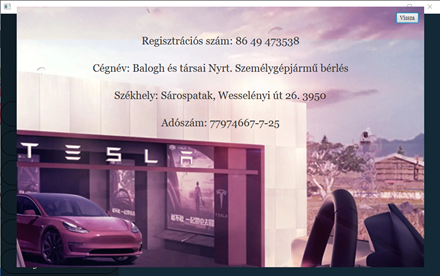 Vissza
Regisztrációs szám: 86 49 473538
Cégnév: Balogh és társai Nyrt. Személygépjármű bérlés
Székhely: Sárospatak, Wesselényi út 26. 3950
Adószám: 77974667-7-25
TESLA